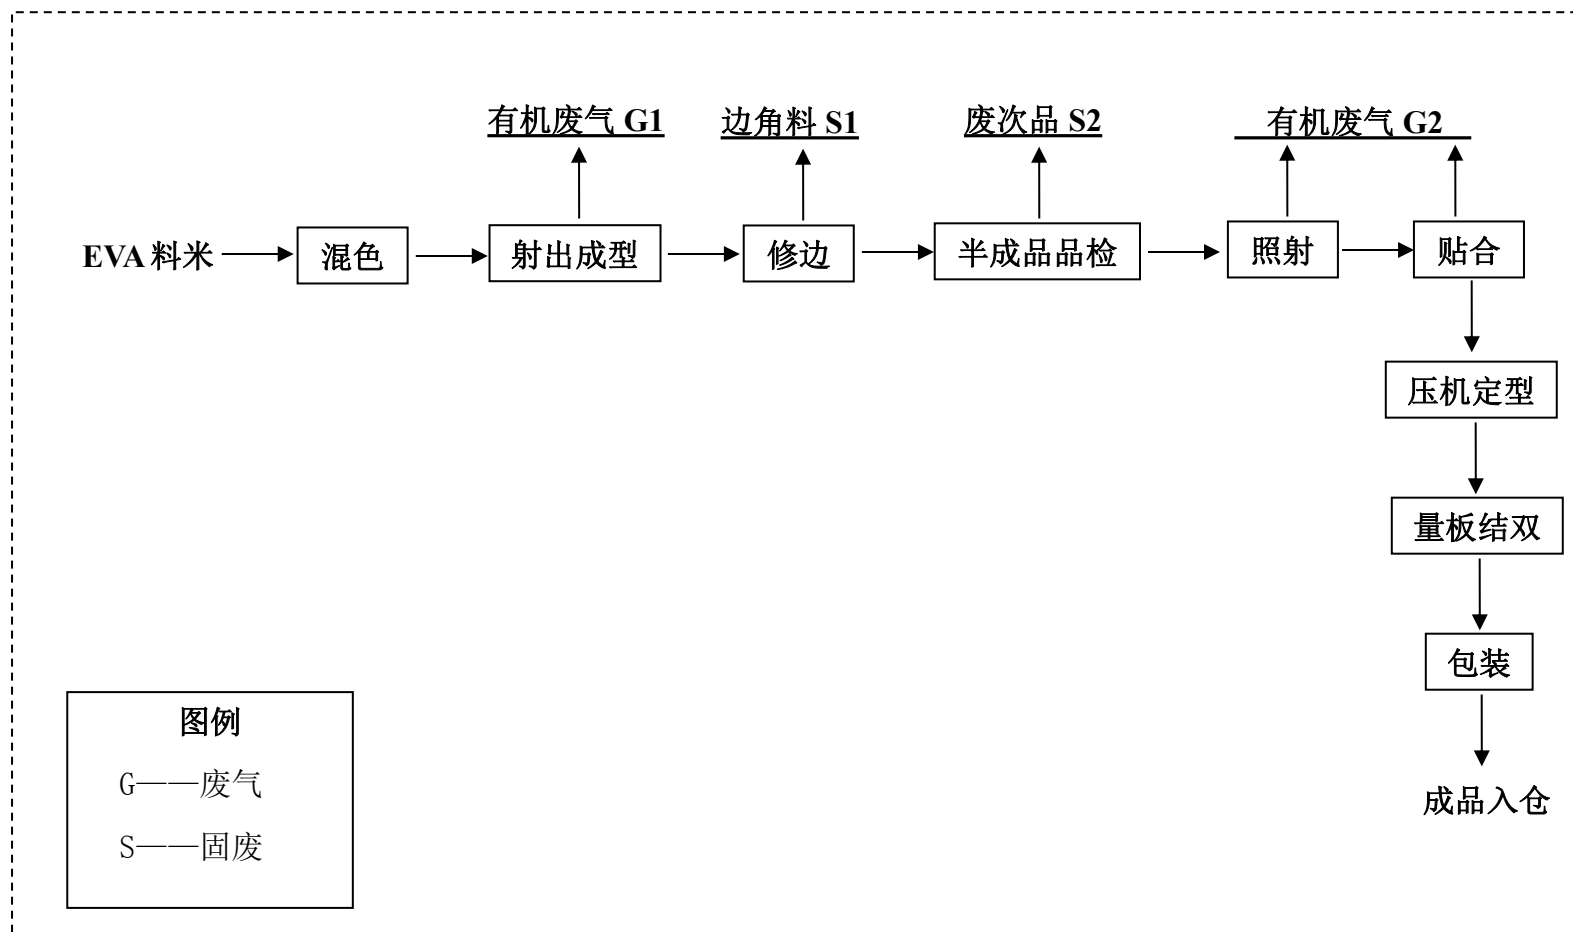 有机废气 G1
边角料 S1
废次品 S2
有机废气 G2
EVA 料米
混色
射出成型
修边
半成品品检
照射
贴合
压机定型
量板结双
包装
成品入仓
图例
G——废气
S——固废